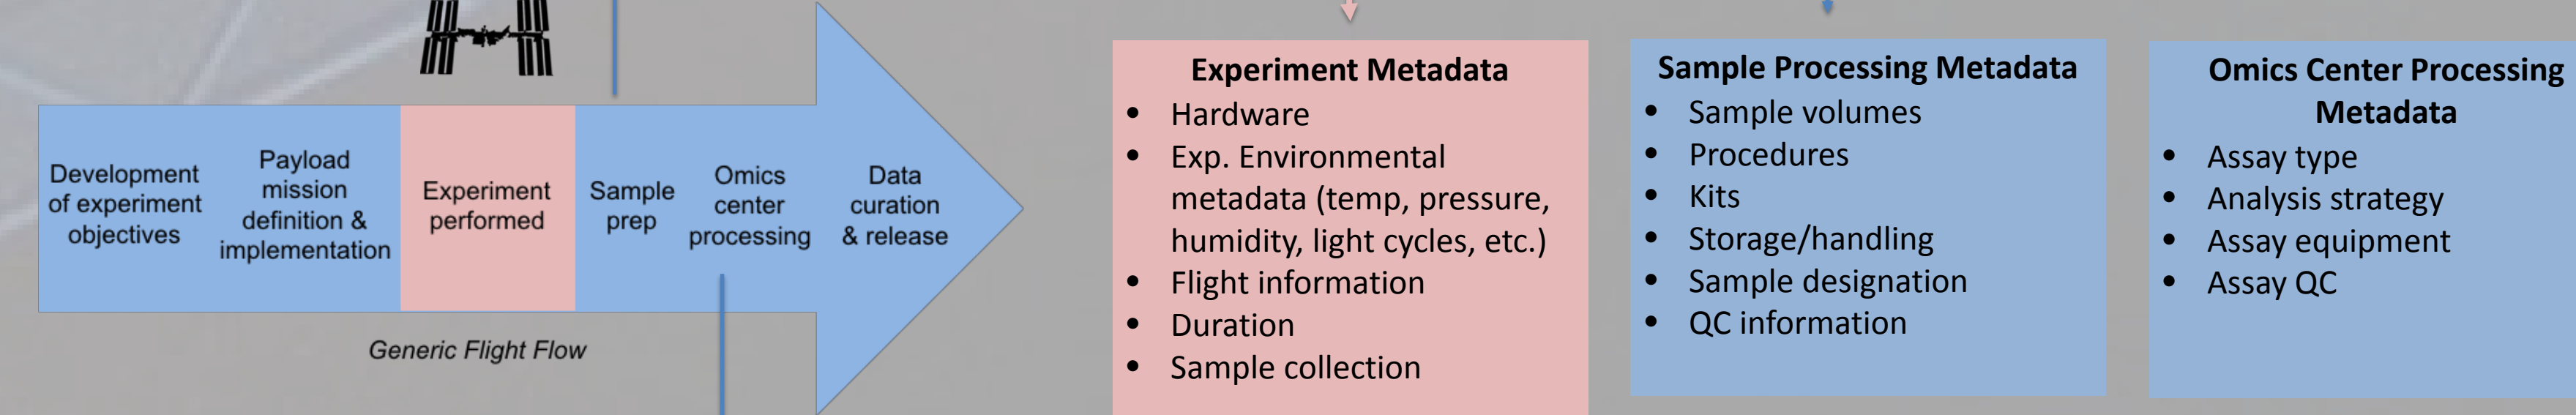 Development
of experiment
objectives
Payload
mission
definition &
implementation
Experiment
performed
Sample
prep
Omics
center
processing
Data
curation
& release
Generic Flight Flow
Experiment Metadata
• Hardware
• Exp. Environmental
metadata (temp, pressure,
humidity, light cycles, etc.)
• Flight information
• Duration
• Sample collection
Sample Processing Metadata
• Sample volumes
• Procedures
• Kits
• Storage/handling
• Sample designation
• QC information
Omics Center Processing
Metadata
• Assay type
• Analysis strategy
• Assay equipment
• Assay QC